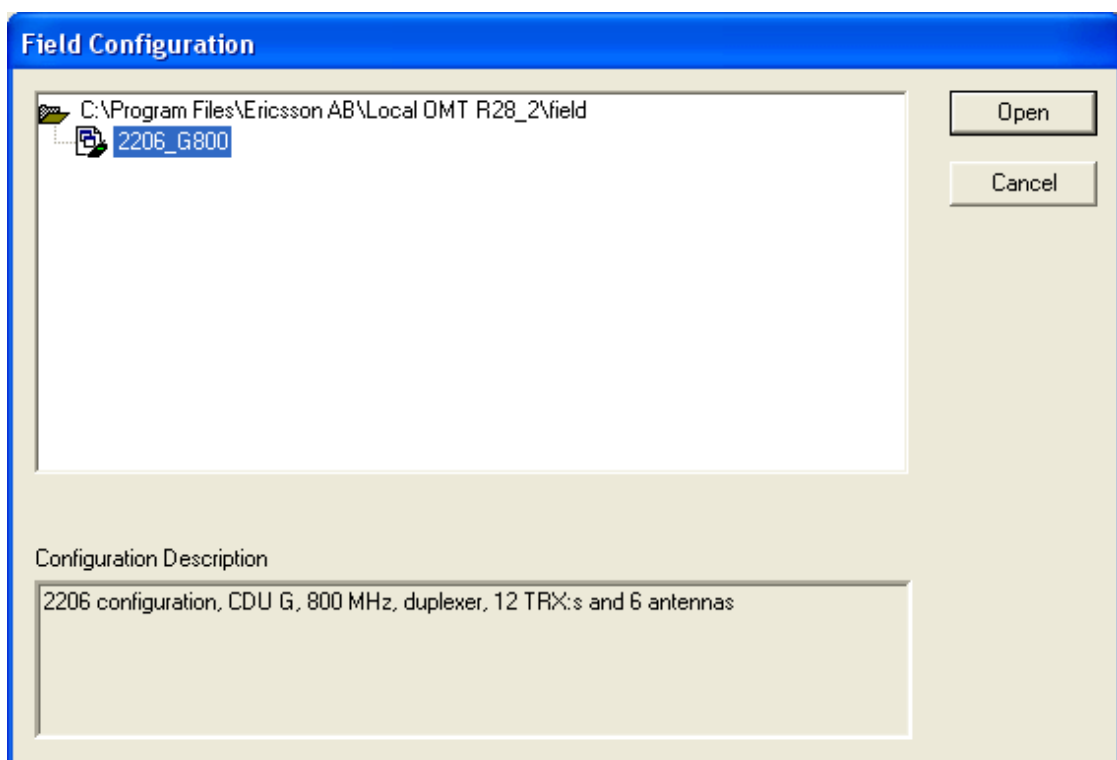 Field Configuration
C:\Program Files\Ericsson AB\Local OMT R28_2\field
2206_G800
Open
Cancel
Configuration Description
2206 configuration, CDU G, 800 MHz, duplexer, 12 TRX:s and 6 antennas